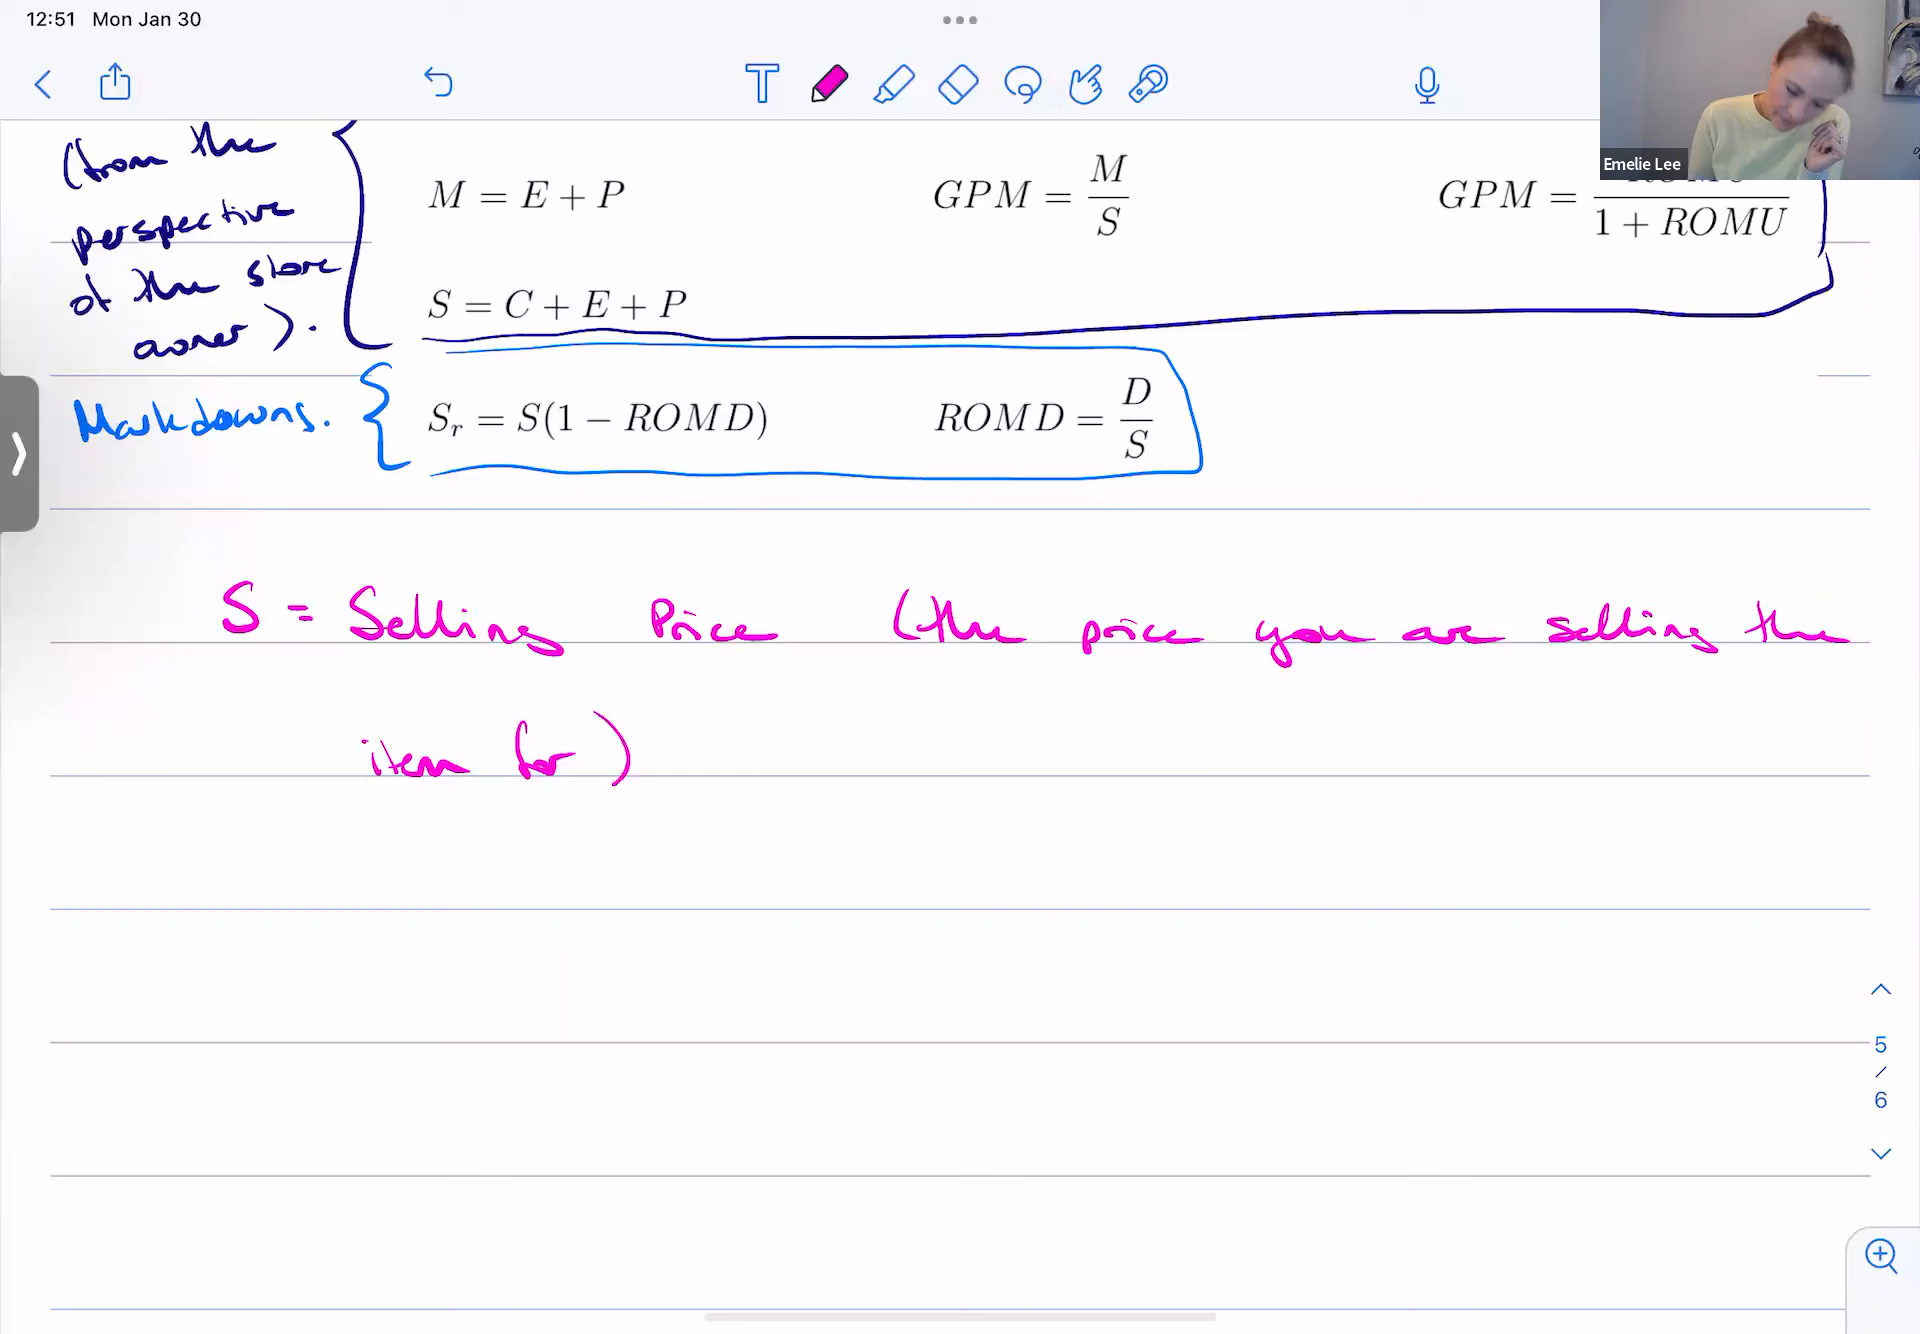 12:51 Mon Jan 30
Emelie Lee
(from the
perspective
of the store
owner).
M = E + P
GPM = M/S
GPM = /(1 + ROMU)
S = C + E + P
Markdowns.
S_r = S(1 − ROMD)
ROMD = D/S
S = Selling Price (the price you are selling the
item for)
5
/
6